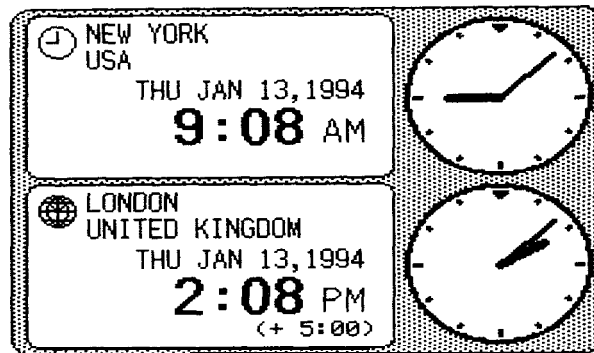 NEW YORK
USA
THU JAN 13,1994
9:08 AM
LONDON
UNITED KINGDOM
THU JAN 13,1994
2:08 PM
(+ 5:00)